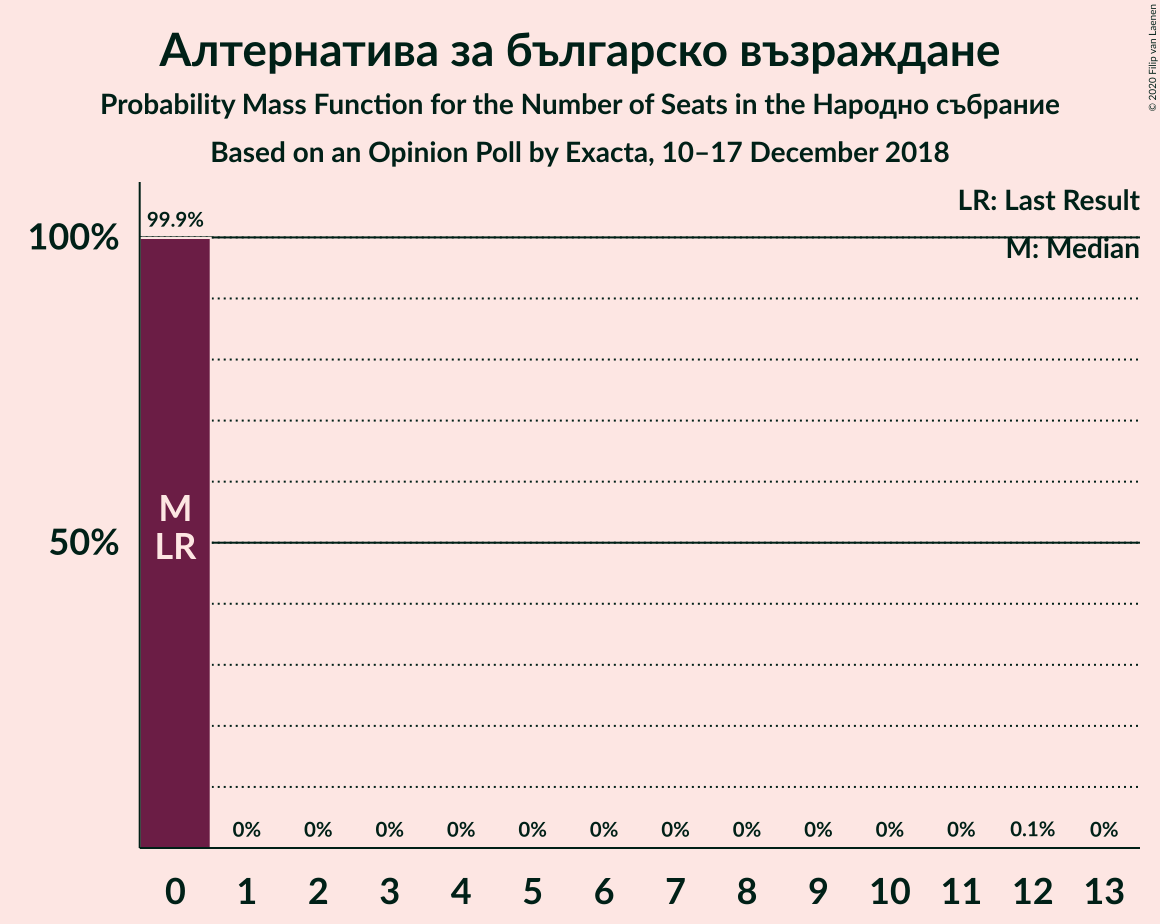 Алтернатива за българско възраждане
Probability Mass Function for the Number of Seats in the Народно събрание
Based on an Opinion Poll by Exacta, 10–17 December 2018
© 2020 Filip van Laenen
LR: Last Result
M: Median
99.9%
100%
50%
M
LR
0% 0% 0% 0% 0% 0% 0% 0% 0% 0% 0% 0.1% 0%
0 1 2 3 4 5 6 7 8 9 10 11 12 13